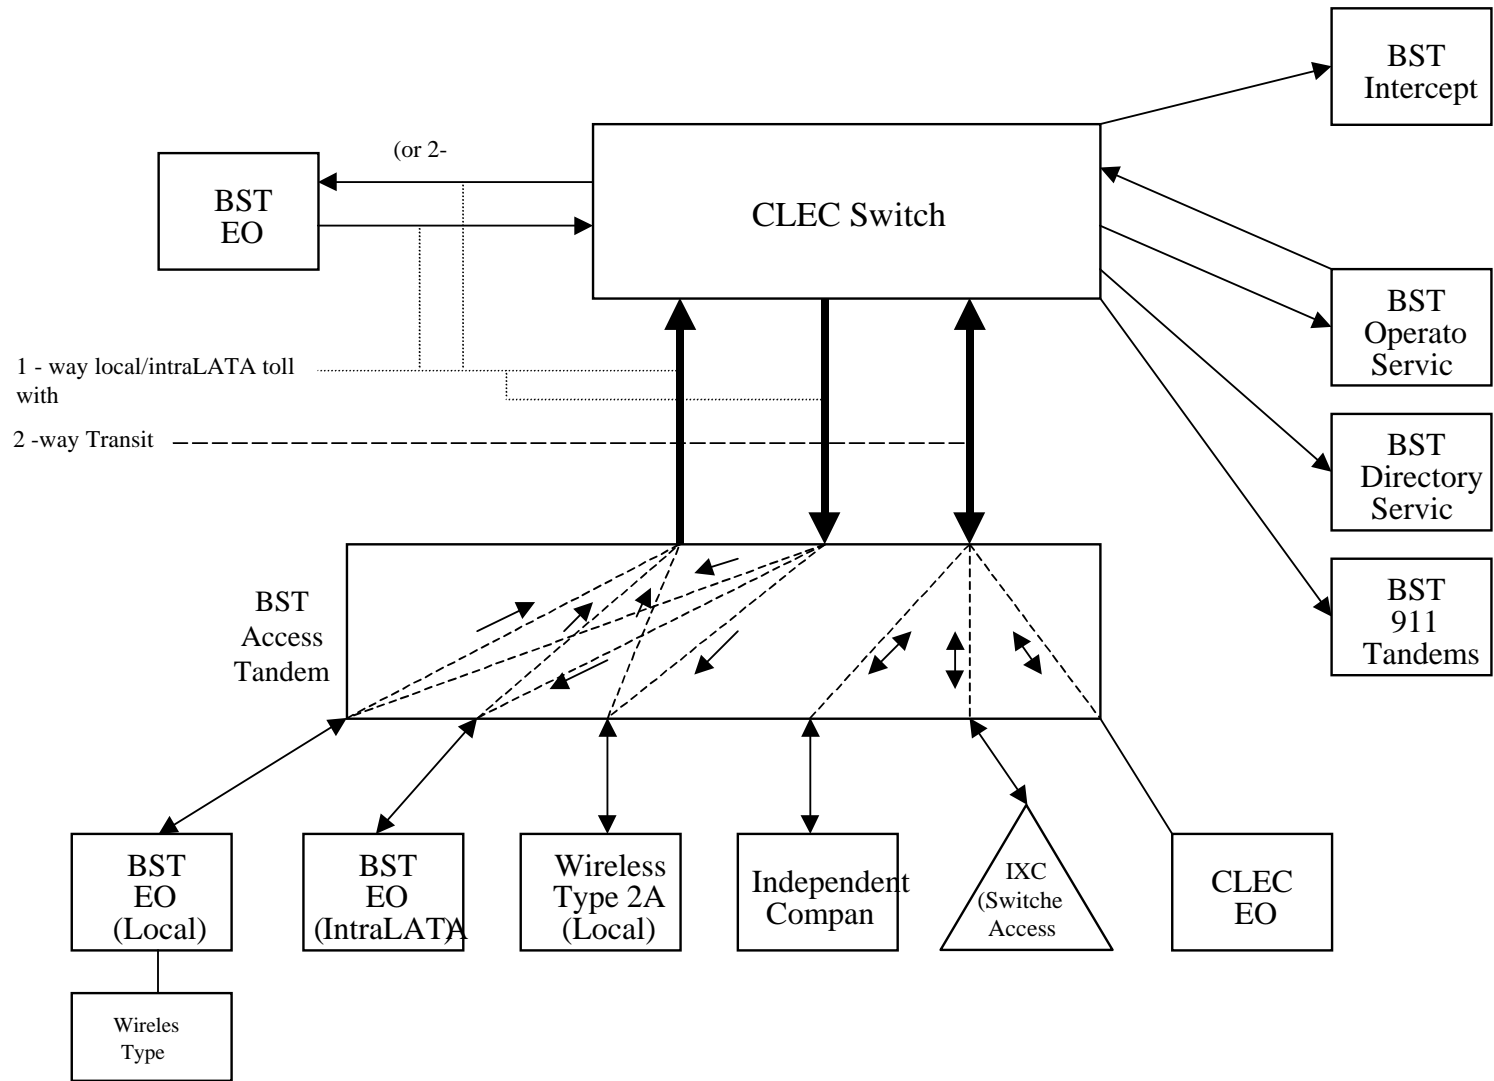 BST
Intercept
(or 2-
BST
EO
CLEC Switch
BST
Operato
Servic
1 - way local/intraLATA toll
with
2 -way Transit
BST
Directory
Servic
BST
Access
Tandem
BST
911
Tandems
BST
EO
(Local)
BST
EO
(IntraLATA)
Wireless
Type 2A
(Local)
Independent
Compan
IXC
(Switche
Access
CLEC
EO
Wireles
Type